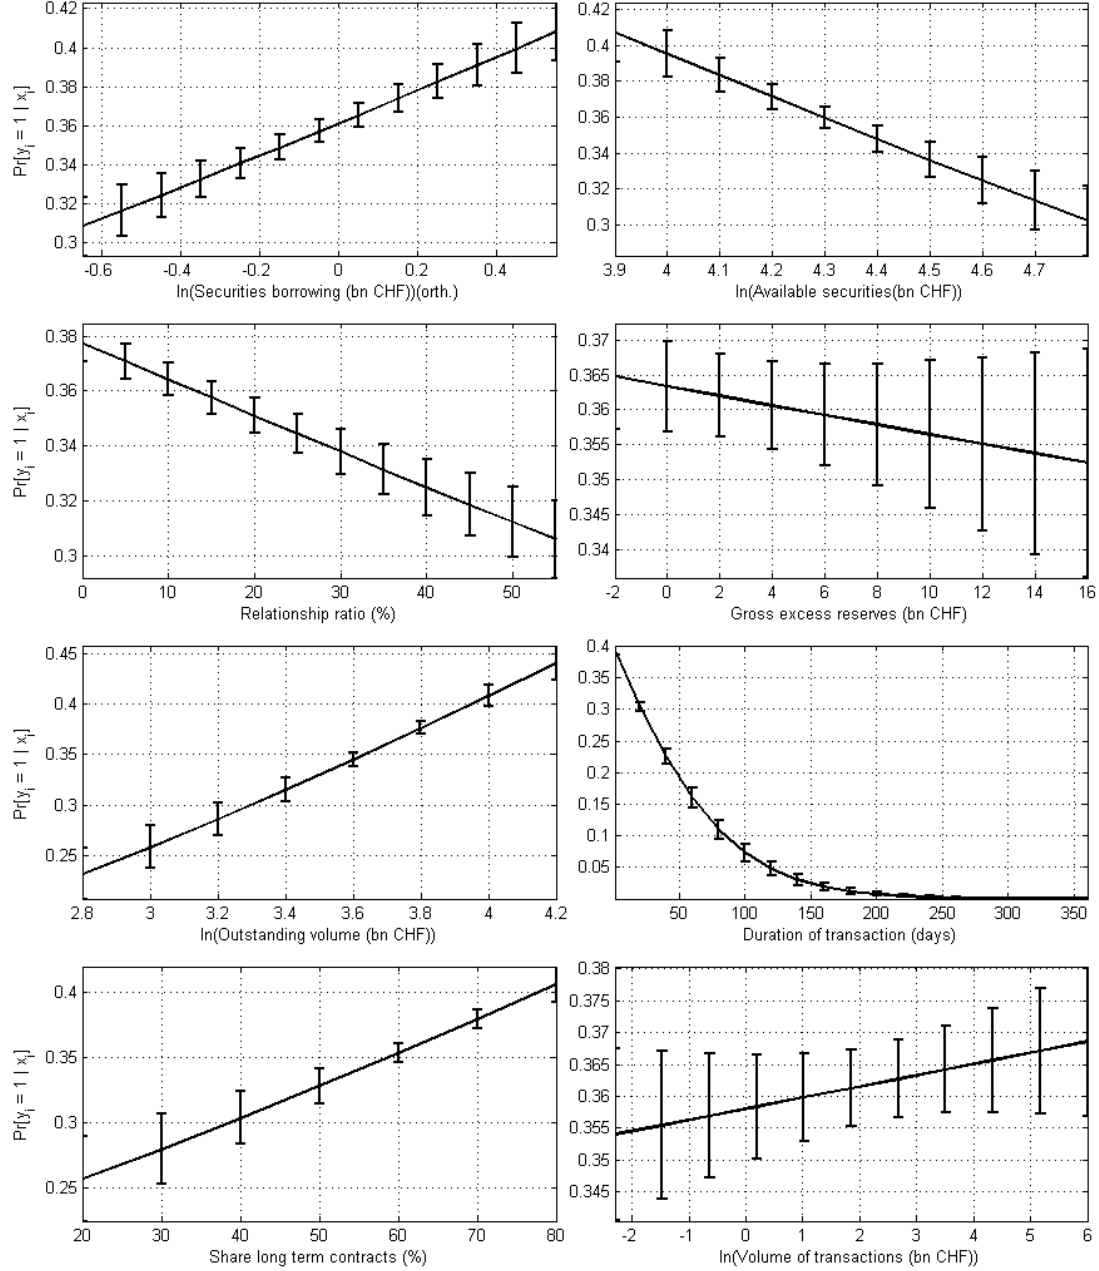 0.42
0.4
0.38
0.36
0.34
0.32
0.3
Pr[y_i = 1 | x_i]
-0.6 -0.4 -0.2 0 0.2 0.4
ln(Securities borrowing (bn CHF))(orth.)
0.42
0.4
0.38
0.36
0.34
0.32
0.3
3.9 4 4.1 4.2 4.3 4.4 4.5 4.6 4.7
ln(Available securities(bn CHF))
0.38
0.36
0.34
0.32
0.3
Pr[y_i = 1 | x_i]
0 10 20 30 40 50
Relationship ratio (%)
0.37
0.365
0.36
0.355
0.35
0.345
0.34
-2 0 2 4 6 8 10 12 14 16
Gross excess reserves (bn CHF)
0.45
0.4
0.35
0.3
0.25
Pr[y_i = 1 | x_i]
2.8 3 3.2 3.4 3.6 3.8 4 4.2
ln(Outstanding volume (bn CHF))
0.4
0.35
0.3
0.25
0.2
0.15
0.1
0.05
50 100 150 200 250 300 350
Duration of transaction (days)
0.4
0.35
0.3
0.25
Pr[y_i = 1 | x_i]
20 30 40 50 60 70 80
Share long term contracts (%)
0.38
0.375
0.37
0.365
0.36
0.355
0.35
0.345
-2 -1 0 1 2 3 4 5 6
ln(Volume of transactions (bn CHF))